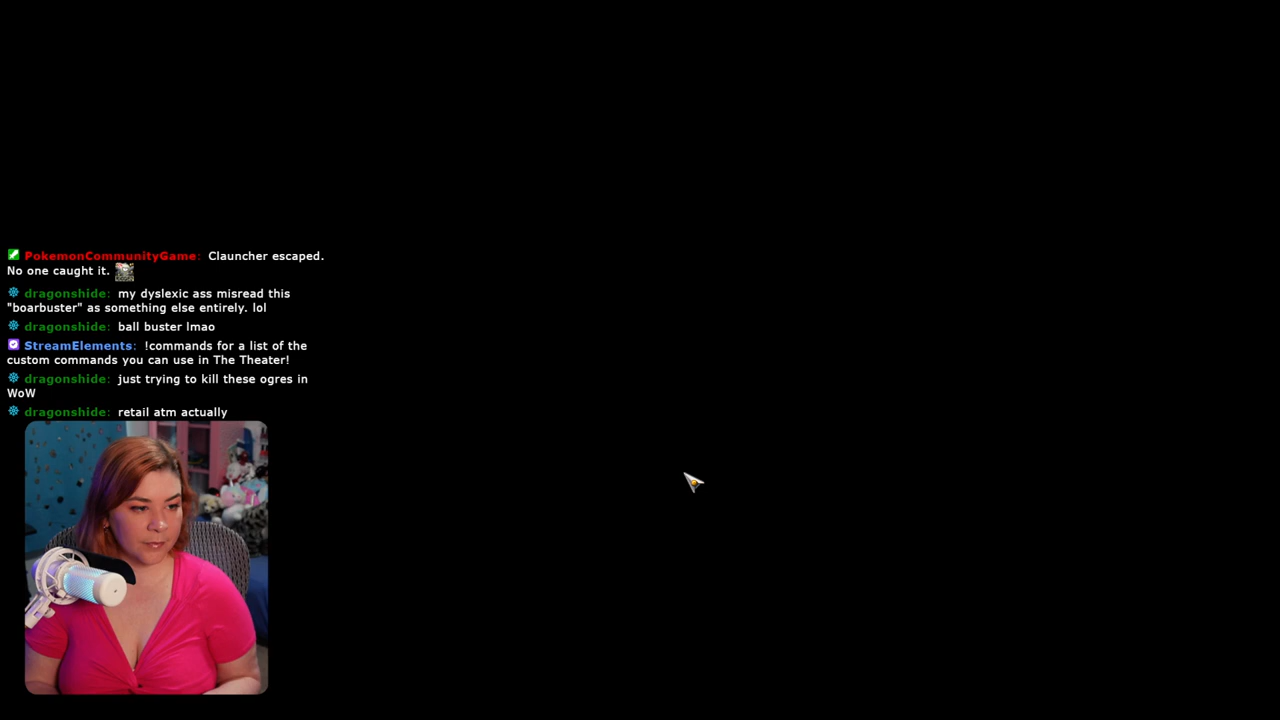 PokemonCommunityGame: Clauncher escaped.
No one caught it.
dragonshide: my dyslexic ass misread this
"boarbuster" as something else entirely. lol
dragonshide: ball buster lmao
StreamElements: !commands for a list of the
custom commands you can use in The Theater!
dragonshide: just trying to kill these ogres in
WoW
dragonshide: retail atm actually